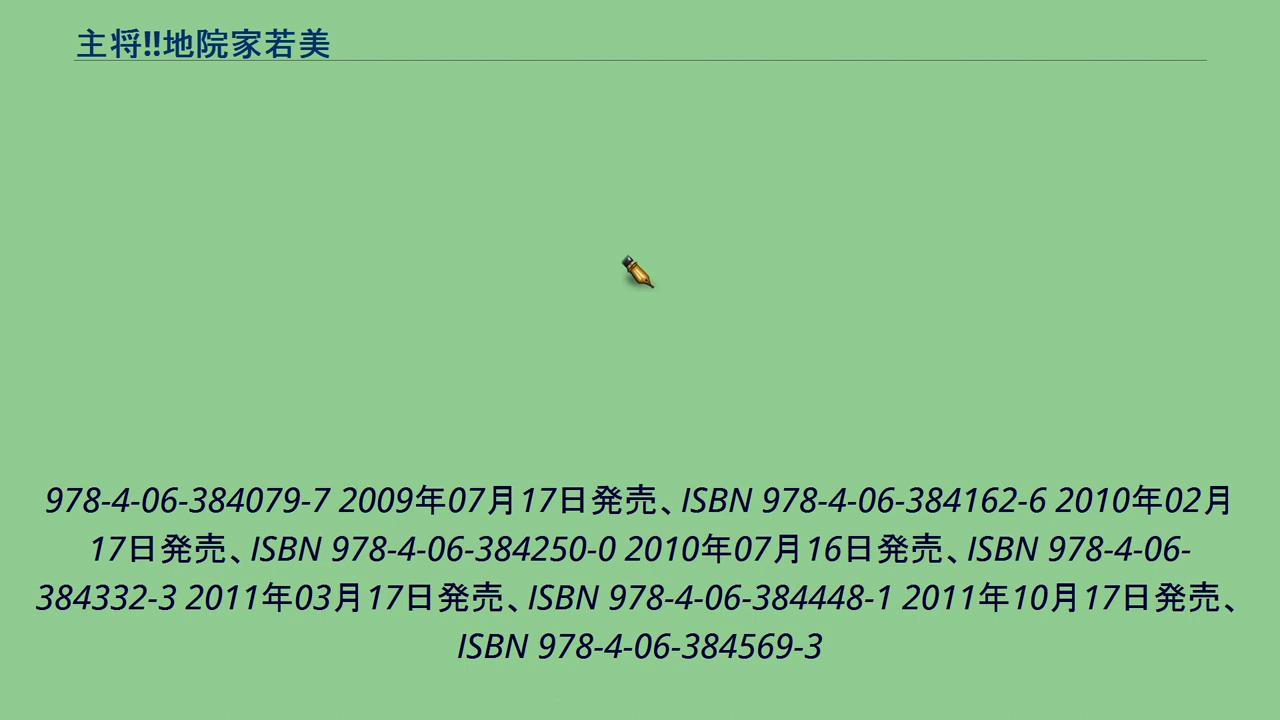 主将!!地院家若美
978-4-06-384079-7 2009年07月17日発売、ISBN 978-4-06-384162-6 2010年02月
17日発売、ISBN 978-4-06-384250-0 2010年07月16日発売、ISBN 978-4-06-
384332-3 2011年03月17日発売、ISBN 978-4-06-384448-1 2011年10月17日発売、
ISBN 978-4-06-384569-3